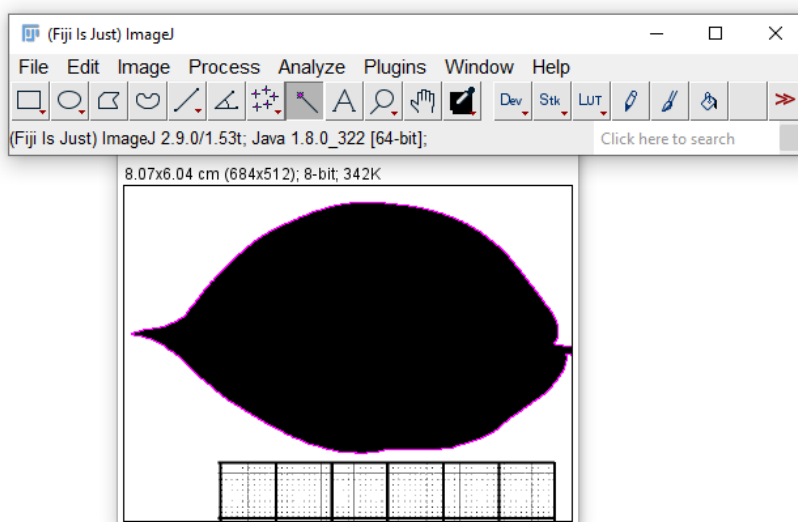 (Fiji Is Just) ImageJ
File Edit Image Process Analyze Plugins Window Help
A Dev Stk LUT >>
(Fiji Is Just) ImageJ 2.9.0/1.53t; Java 1.8.0_322 [64-bit]; Click here to search
8.07x6.04 cm (684x512); 8-bit; 342K